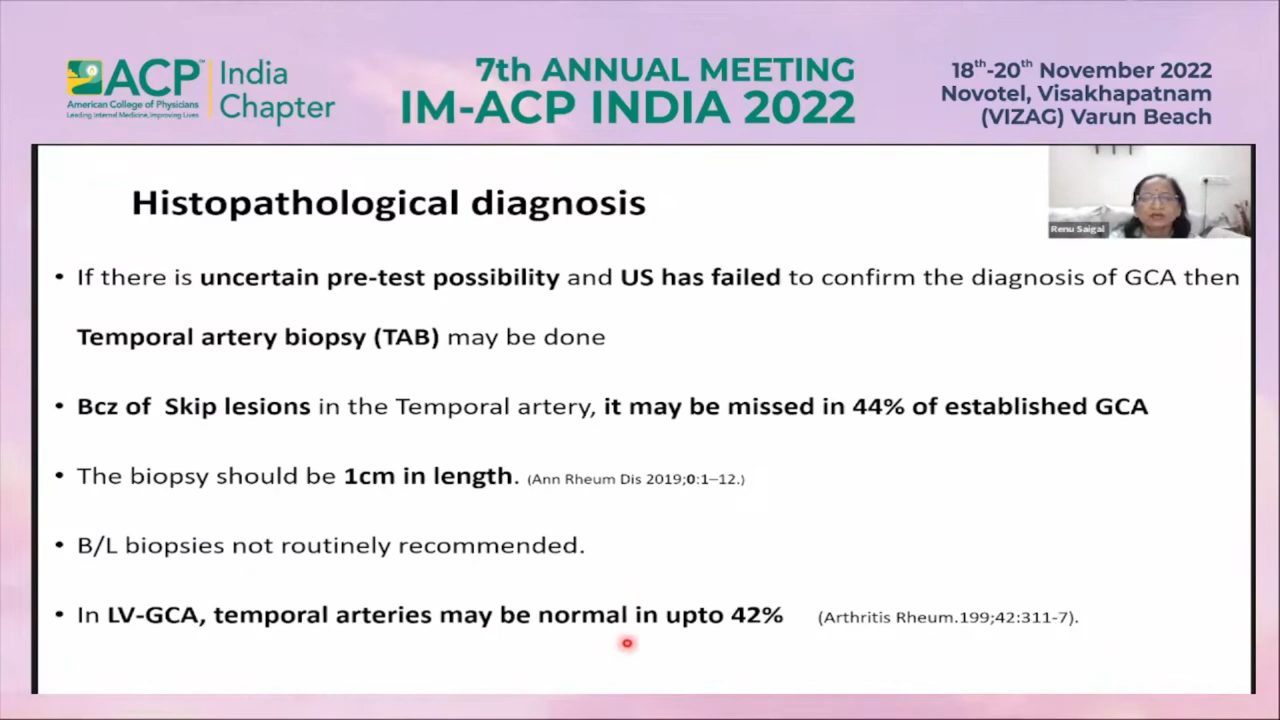 ACP™
American College of Physicians
Leading Internal Medicine, Improving Lives
India
Chapter
7th ANNUAL MEETING
IM-ACP INDIA 2022
18th-20th November 2022
Novotel, Visakhapatnam
(VIZAG) Varun Beach
Renu Saigal
Histopathological diagnosis
• If there is uncertain pre-test possibility and US has failed to confirm the diagnosis of GCA then
Temporal artery biopsy (TAB) may be done
• Bcz of Skip lesions in the Temporal artery, it may be missed in 44% of established GCA
• The biopsy should be 1cm in length. (Ann Rheum Dis 2019;0:1–12.)
• B/L biopsies not routinely recommended.
• In LV-GCA, temporal arteries may be normal in upto 42% (Arthritis Rheum.199;42:311-7).